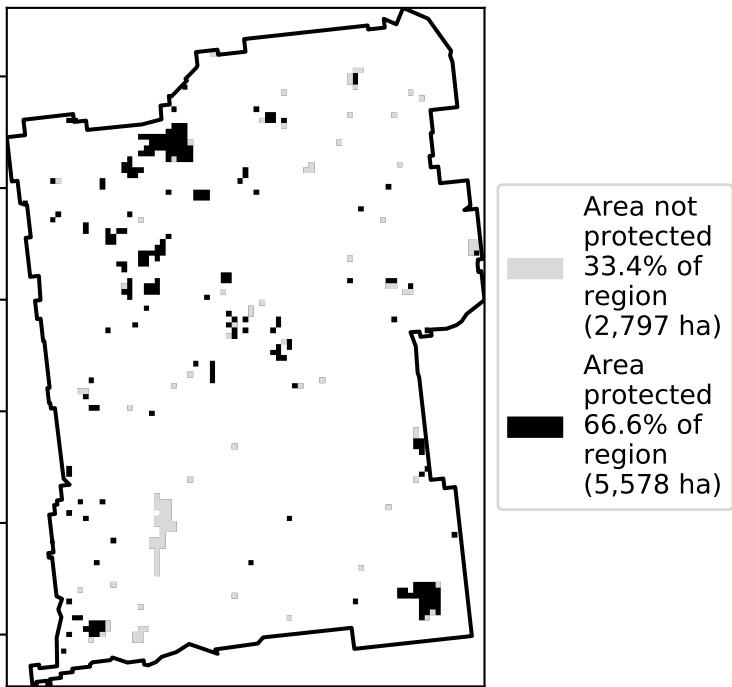 Area not
protected
33.4% of
region
(2,797 ha)
Area
protected
66.6% of
region
(5,578 ha)